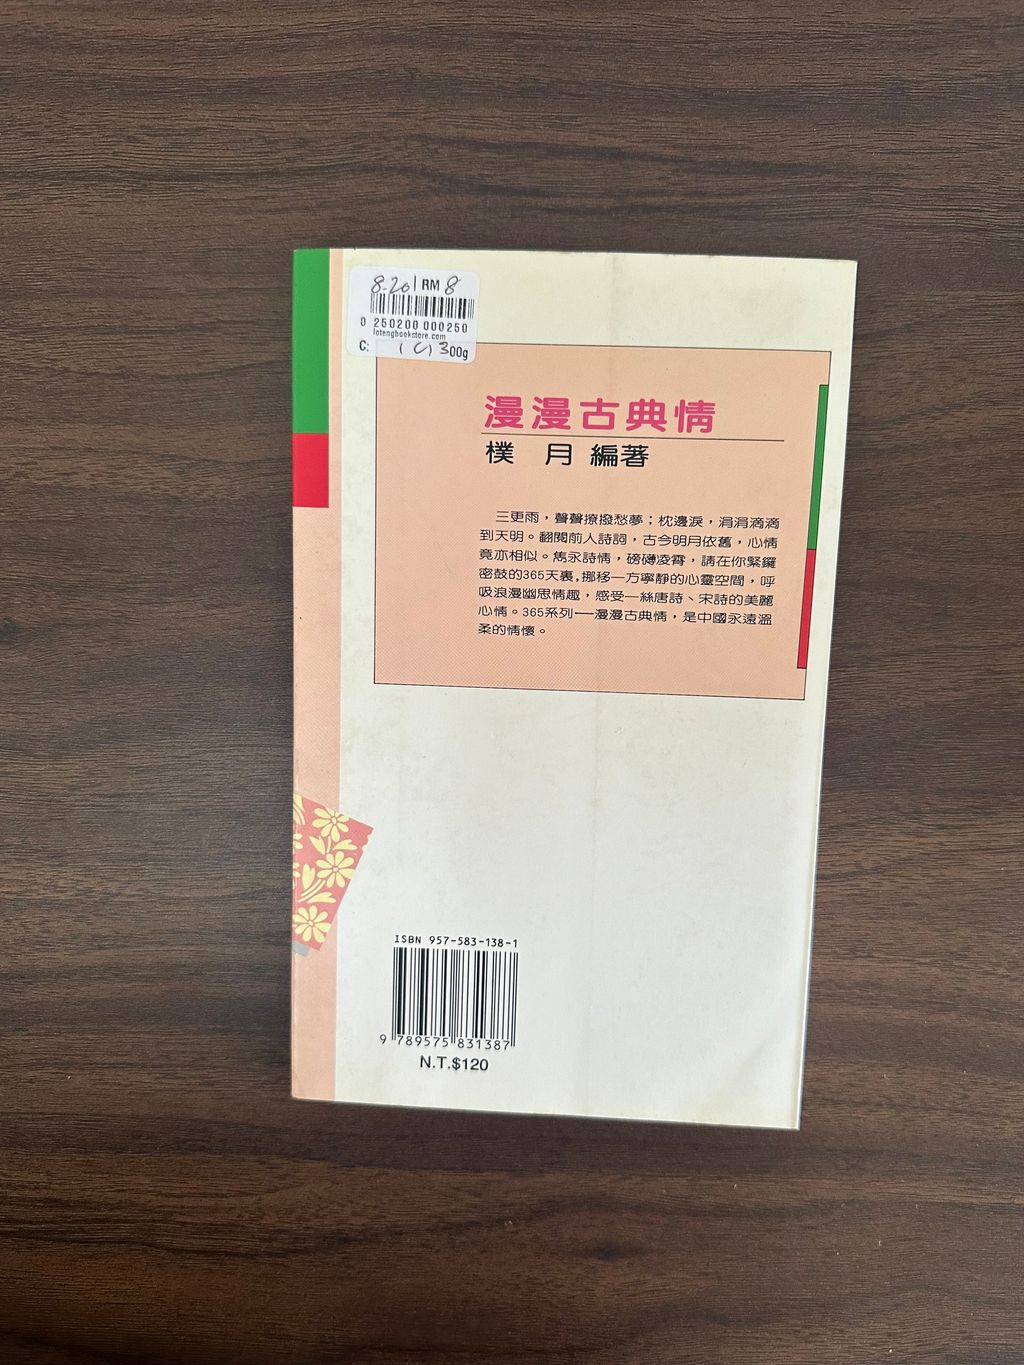 8.20 | RM 8
0 250200 000250
lotengbookstore.com
C: (C) 300g
漫漫古典情
樸 月 編著
三更雨，聲聲撩撥愁夢；枕邊淚，涓涓滴滴
到天明。翻閱前人詩詞，古今明月依舊，心情
竟亦相似。雋永詩情，磅礡凌霄，請在你緊鑼
密鼓的365天裏，挪移一方寧靜的心靈空間，呼
吸浪漫幽思情趣，感受一絲唐詩、宋詩的美麗
心情。365系列──漫漫古典情，是中國永遠溫
柔的情懷。
ISBN 957-583-138-1
9 789575 831387
N.T.$120